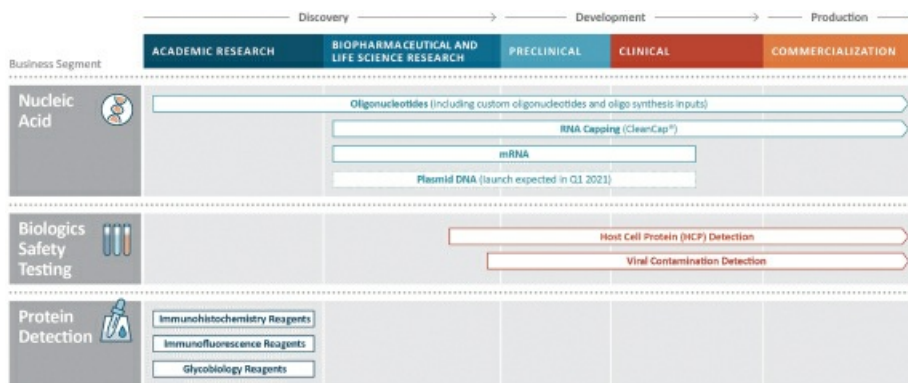 Discovery
Development
Production
Business Segment
ACADEMIC RESEARCH
BIOPHARMACEUTICAL AND
LIFE SCIENCE RESEARCH
PRECLINICAL
CLINICAL
COMMERCIALIZATION
Nucleic
Acid
Oligonucleotides (including custom oligonucleotides and oligo synthesis inputs)
RNA Capping (CleanCap®)
mRNA
Plasmid DNA (launch expected in Q1 2021)
Biologics
Safety
Testing
Host Cell Protein (HCP) Detection
Viral Contamination Detection
Protein
Detection
Immunohistochemistry Reagents
Immunofluorescence Reagents
Glycobiology Reagents